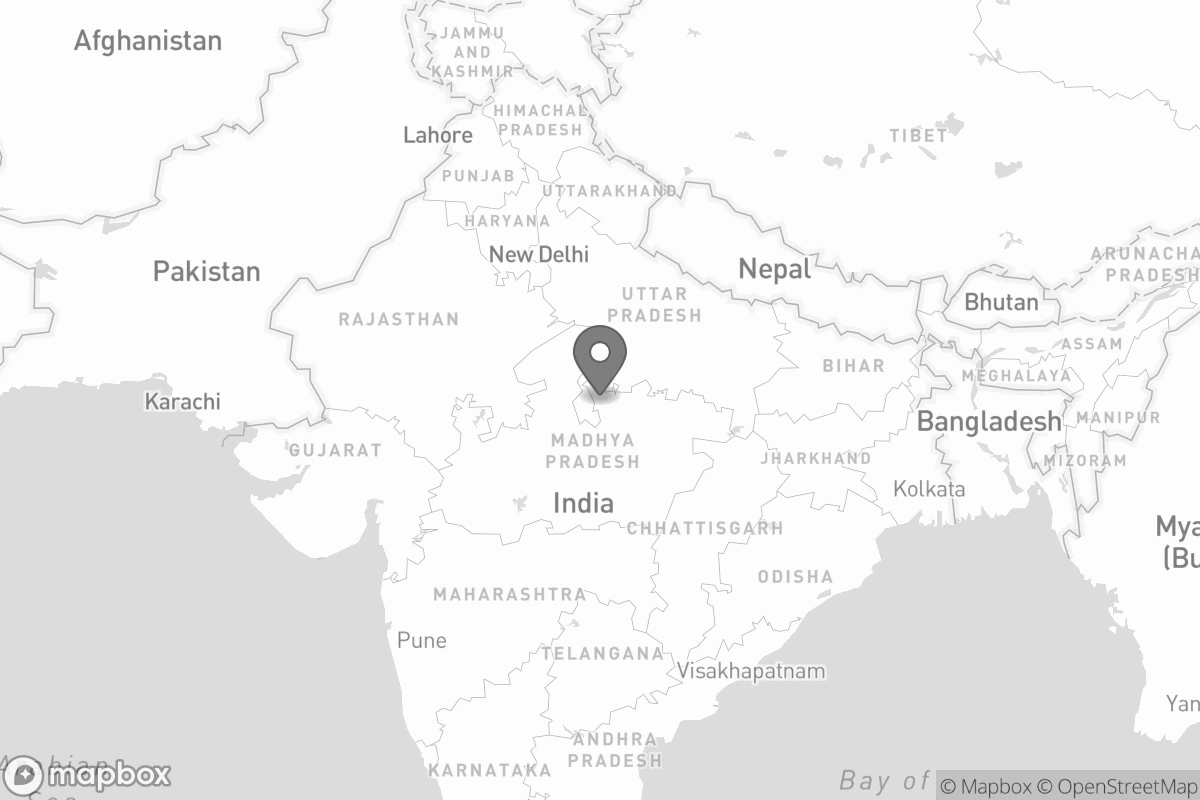 Afghanistan
JAMMU
AND
KASHMIR
HIMACHAL
PRADESH
Lahore
TIBET
PUNJAB
UTTARAKHAND
HARYANA
New Delhi
Pakistan
Nepal
ARUNACHA
PRADESH
UTTAR
PRADESH
Bhutan
RAJASTHAN
ASSAM
BIHAR
MEGHALAYA
Karachi
Bangladesh
MANIPUR
GUJARAT
MADHYA
PRADESH
JHARKHAND
MIZORAM
Kolkata
India
CHHATTISGARH
Mya
(Bu
ODISHA
MAHARASHTRA
Pune
TELANGANA
Visakhapatnam
Yan
ANDHRA
PRADESH
KARNATAKA
Bay of
mapbox
© Mapbox © OpenStreetMap